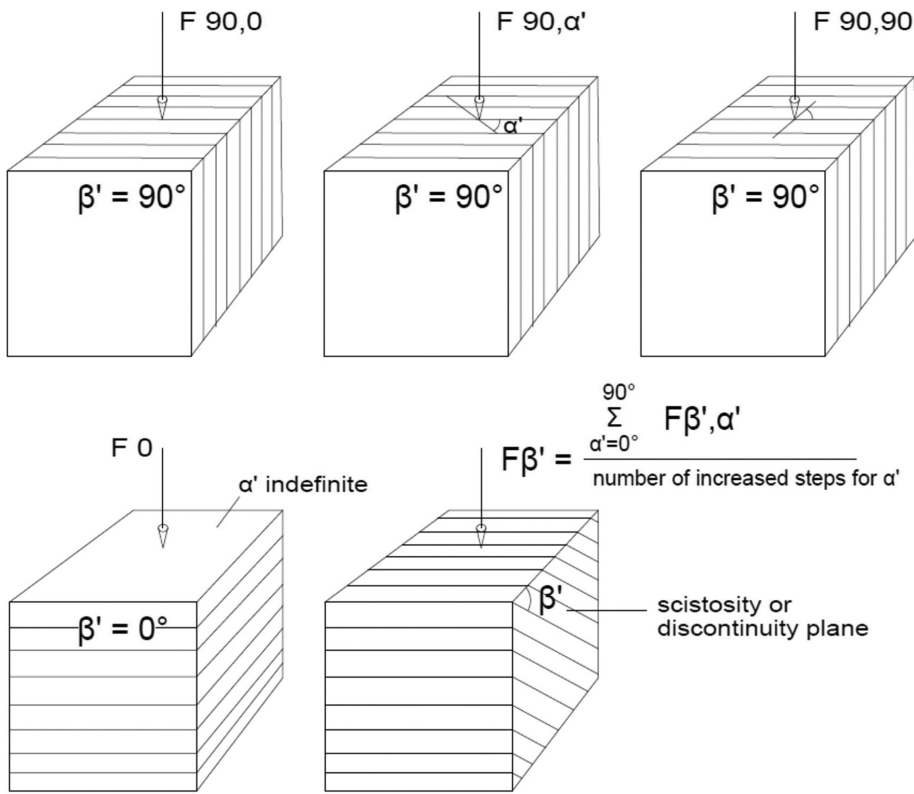 F 90,0
F 90,α'
F 90,90
α'
β' = 90°
β' = 90°
β' = 90°
F 0
α' indefinite
β' = 0°
90°
Σ
α'=0°
Fβ',α'
Fβ' =
number of increased steps for α'
β'
scistosity or
discontinuity plane